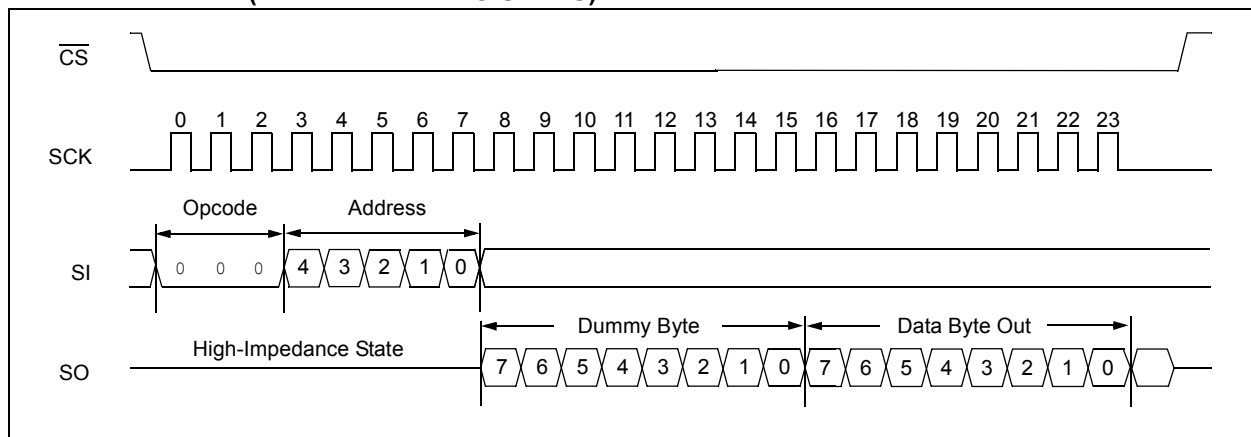 CS
0 1 2 3 4 5 6 7 8 9 10 11 12 13 14 15 16 17 18 19 20 21 22 23
SCK
Opcode Address
SI 0 0 0 4 3 2 1 0
Dummy Byte Data Byte Out
High-Impedance State
SO 7 6 5 4 3 2 1 0 7 6 5 4 3 2 1 0